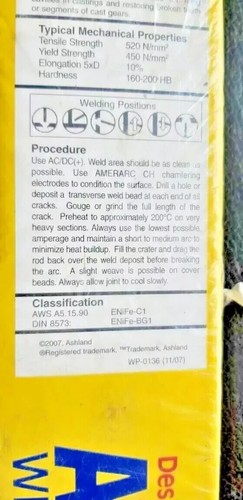 cavities in castings and restoring broken
or segments of cast gears.
Typical Mechanical Properties
Tensile Strength 520 N/mm²
Yield Strength 450 N/mm²
Elongation 5xD 10%
Hardness 160-200 HB
Welding Positions
Procedure
Use AC/DC(+). Weld area should be as clean as
possible. Use AMERARC CH chamfering
electrodes to condition the surface. Drill a hole or
deposit a transverse weld bead at each end of all
cracks. Gouge or grind the full length of the
crack. Preheat to approximately 200°C on very
heavy sections. Always use the lowest possible
amperage and maintain a short to medium arc to
minimize heat buildup. Fill the crater and drag the
rod back over the weld deposit before breaking
the arc. A slight weave is possible on cover
beads. Always allow joint to cool slowly.
Classification
AWS A5.15.90 ENiFe-C1
DIN 8573: ENiFe-BG1
©2007, Ashland
®Registered trademark, ™Trademark, Ashland
WP-0136 (11/07)
Des
A
W